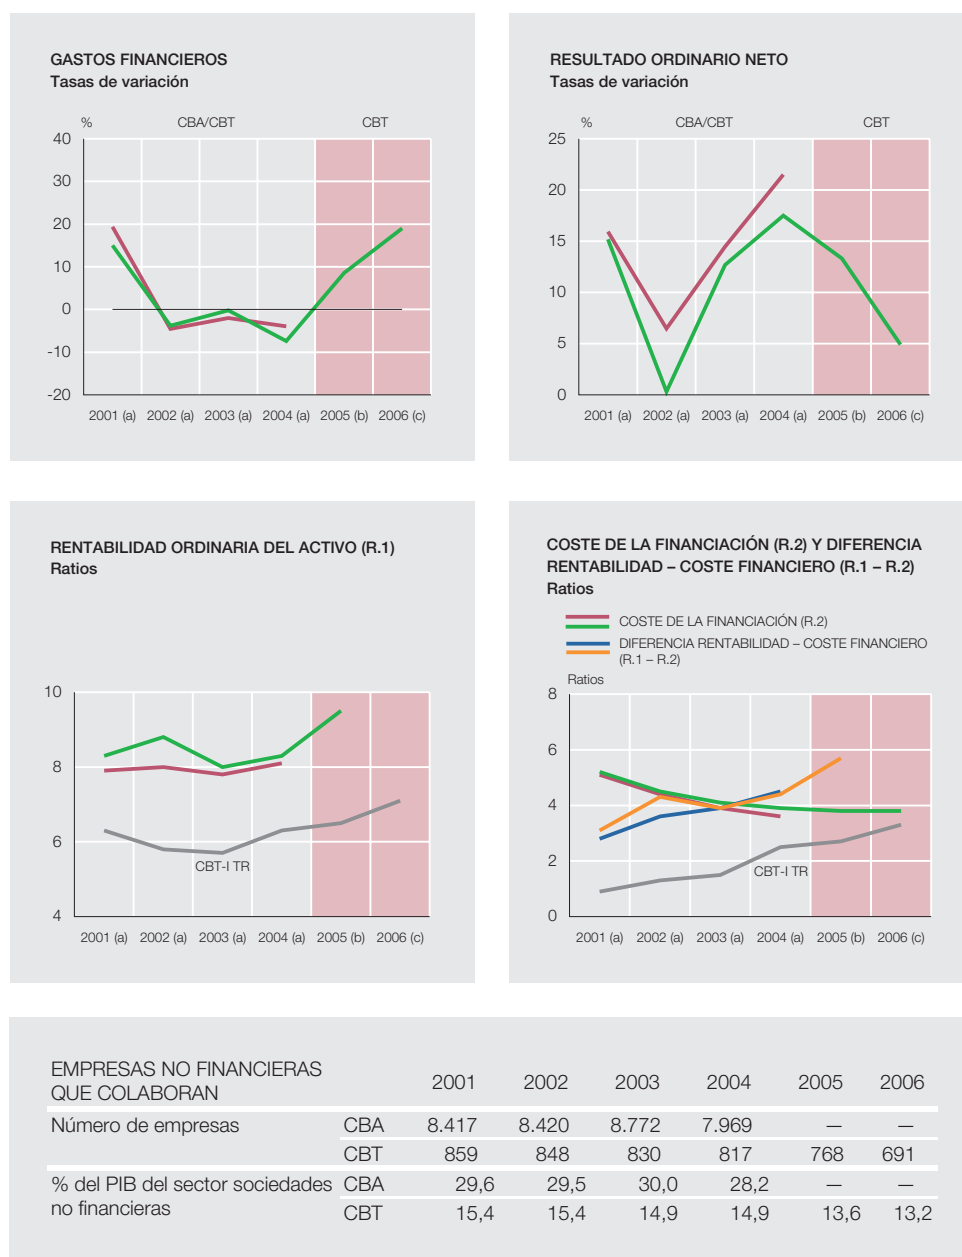 GASTOS FINANCIEROS
Tasas de variación
% CBA/CBT CBT
40
30
20
10
0
-10
-20
2001 (a) 2002 (a) 2003 (a) 2004 (a) 2005 (b) 2006 (c)
RESULTADO ORDINARIO NETO
Tasas de variación
% CBA/CBT CBT
25
20
15
10
5
0
2001 (a) 2002 (a) 2003 (a) 2004 (a) 2005 (b) 2006 (c)
RENTABILIDAD ORDINARIA DEL ACTIVO (R.1)
Ratios
10
8
6
4
CBT-I TR
2001 (a) 2002 (a) 2003 (a) 2004 (a) 2005 (b) 2006 (c)
COSTE DE LA FINANCIACIÓN (R.2) Y DIFERENCIA
RENTABILIDAD – COSTE FINANCIERO (R.1 – R.2)
Ratios
COSTE DE LA FINANCIACIÓN (R.2)
DIFERENCIA RENTABILIDAD – COSTE FINANCIERO
(R.1 – R.2)
Ratios
8
6
4
2
0
CBT-I TR
2001 (a) 2002 (a) 2003 (a) 2004 (a) 2005 (b) 2006 (c)
EMPRESAS NO FINANCIERAS
QUE COLABORAN 2001 2002 2003 2004 2005 2006
Número de empresas CBA 8.417 8.420 8.772 7.969 — —
CBT 859 848 830 817 768 691
% del PIB del sector sociedades CBA 29,6 29,5 30,0 28,2 — —
no financieras CBT 15,4 15,4 14,9 14,9 13,6 13,2